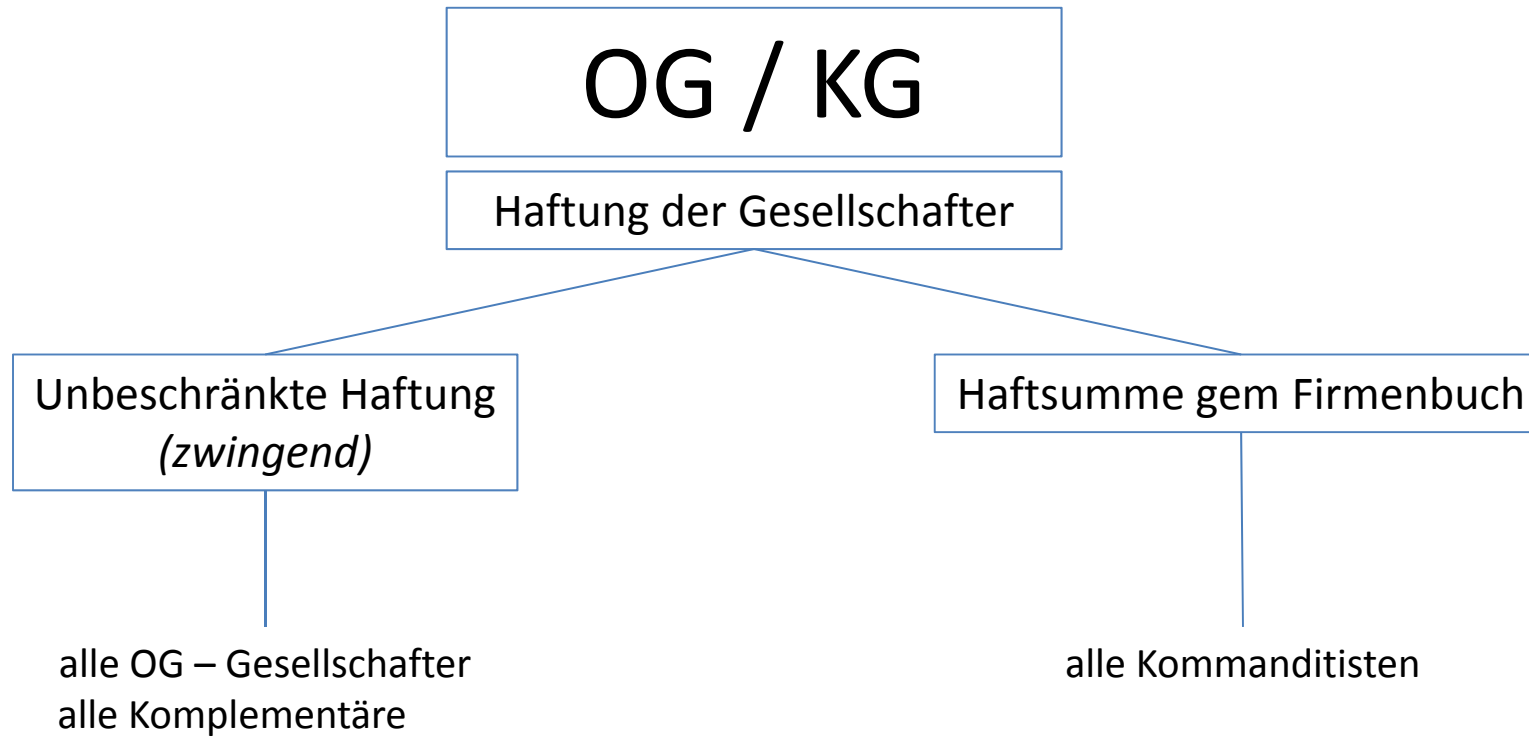 OG / KG
Haftung der Gesellschafter
Unbeschränkte Haftung
(zwingend)
Haftsumme gem Firmenbuch
alle OG – Gesellschafter
alle Komplementäre
alle Kommanditisten